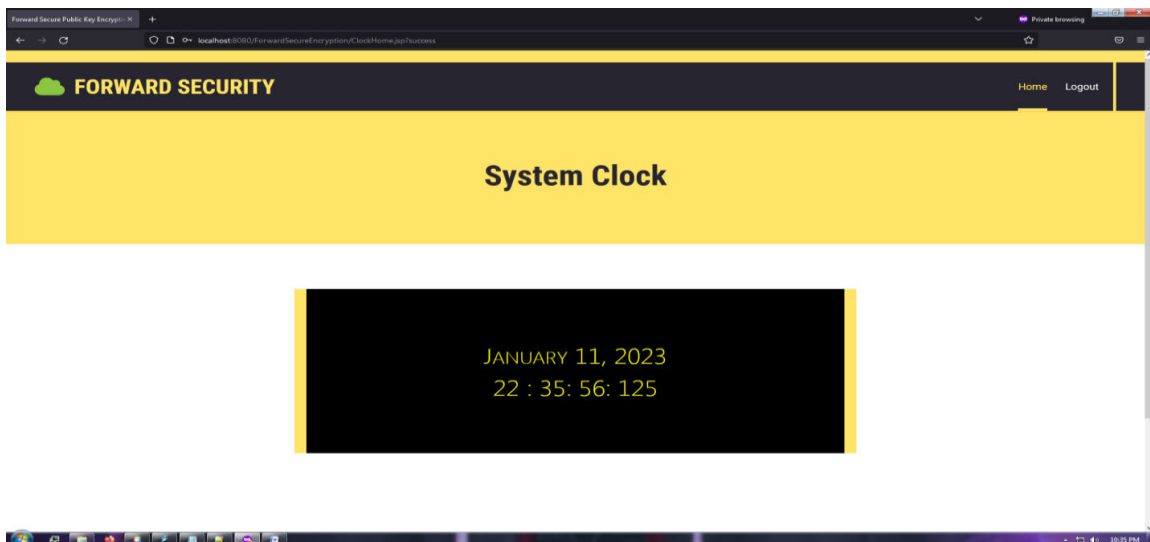 Forward Secure Public Key Encryptio
Private browsing
localhost:8080/ForwardSecureEncryption/ClockHome.jsp?success
FORWARD SECURITY
Home Logout
System Clock
January 11, 2023
22 : 35: 56: 125
10:35 PM